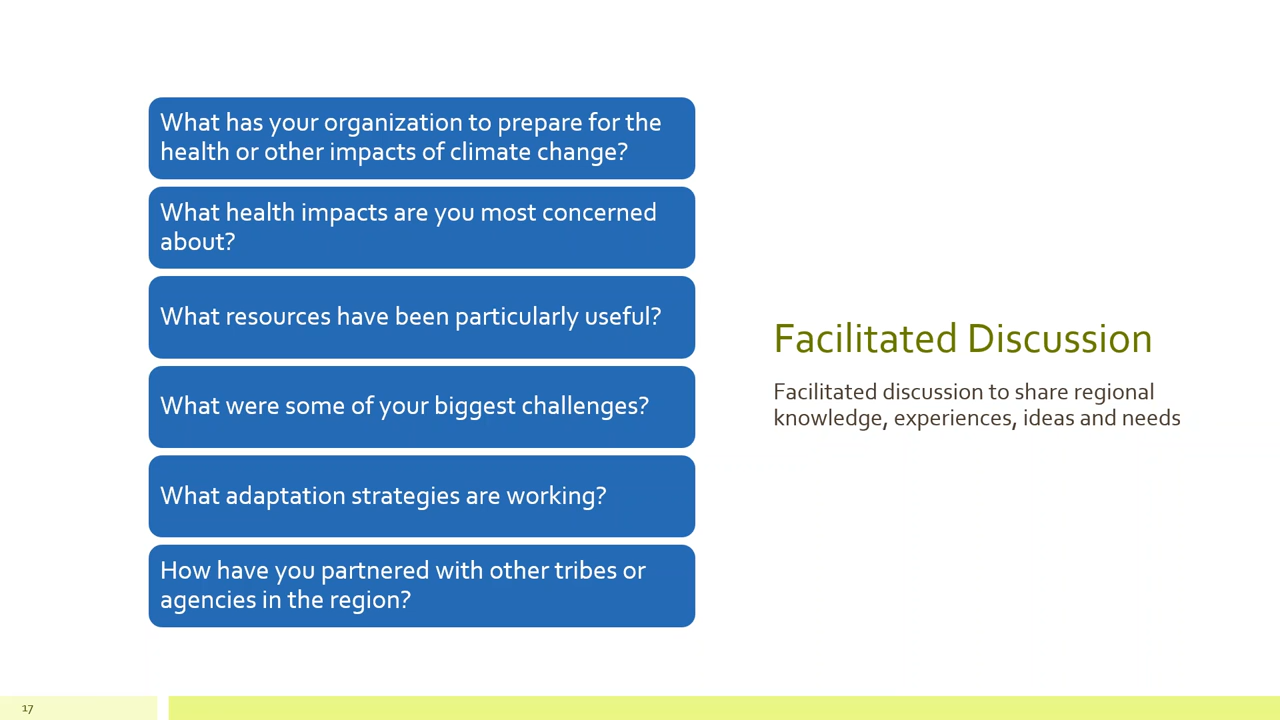 What has your organization to prepare for the
health or other impacts of climate change?
What health impacts are you most concerned
about?
What resources have been particularly useful?
What were some of your biggest challenges?
What adaptation strategies are working?
How have you partnered with other tribes or
agencies in the region?
Facilitated Discussion
Facilitated discussion to share regional
knowledge, experiences, ideas and needs
17